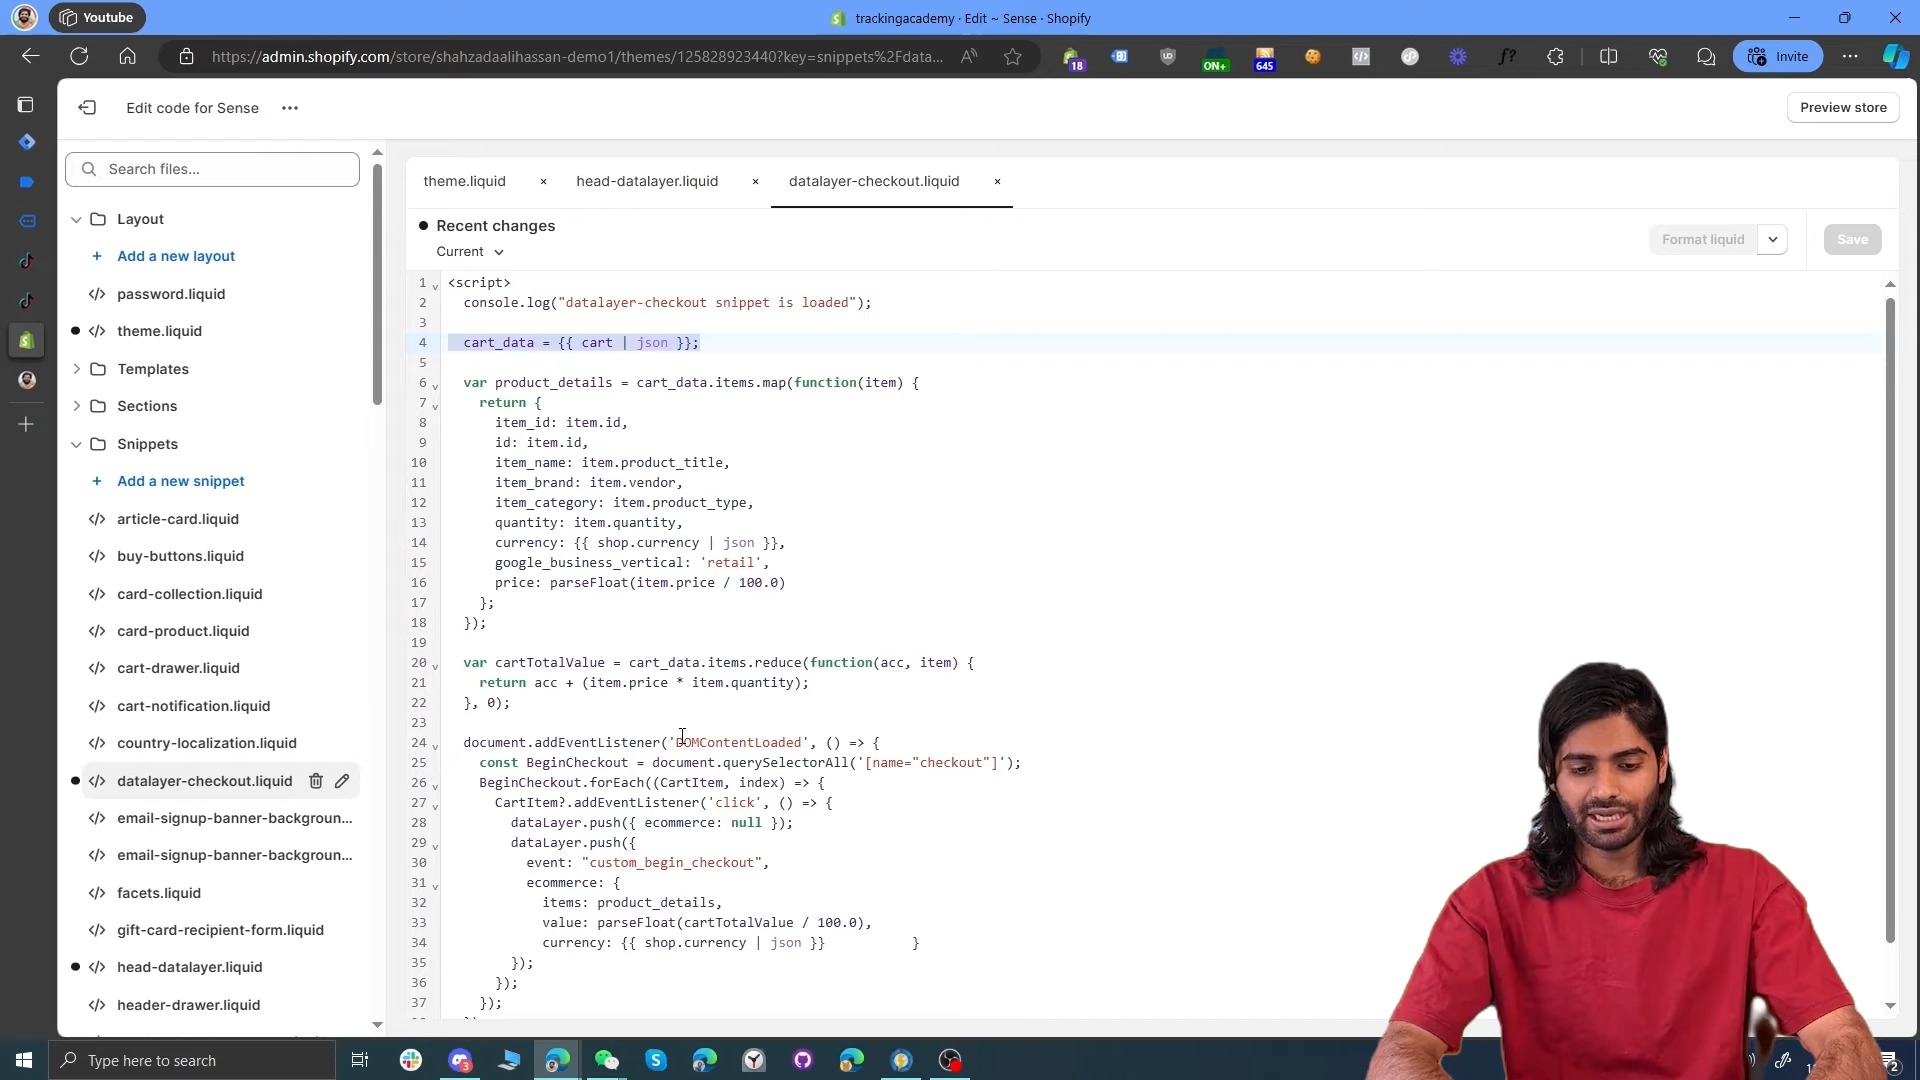 Youtube
trackingacademy · Edit ~ Sense · Shopify
https://admin.shopify.com/store/shahzadaalihassan-demo1/themes/125828923440?key=snippets%2Fdata...
18
ON+
645
Invite
Edit code for Sense
Preview store
Search files...
Layout
Add a new layout
password.liquid
theme.liquid
Templates
Sections
Snippets
Add a new snippet
article-card.liquid
buy-buttons.liquid
card-collection.liquid
card-product.liquid
cart-drawer.liquid
cart-notification.liquid
country-localization.liquid
datalayer-checkout.liquid
email-signup-banner-backgroun...
email-signup-banner-backgroun...
facets.liquid
gift-card-recipient-form.liquid
head-datalayer.liquid
header-drawer.liquid
theme.liquid
head-datalayer.liquid
datalayer-checkout.liquid
Recent changes
Current
Format liquid
Save
1 <script>
2 console.log("datalayer-checkout snippet is loaded");
3
4 cart_data = {{ cart | json }};
5
6 var product_details = cart_data.items.map(function(item) {
7 return {
8 item_id: item.id,
9 id: item.id,
10 item_name: item.product_title,
11 item_brand: item.vendor,
12 item_category: item.product_type,
13 quantity: item.quantity,
14 currency: {{ shop.currency | json }},
15 google_business_vertical: 'retail',
16 price: parseFloat(item.price / 100.0)
17 };
18 });
19
20 var cartTotalValue = cart_data.items.reduce(function(acc, item) {
21 return acc + (item.price * item.quantity);
22 }, 0);
23
24 document.addEventListener('DOMContentLoaded', () => {
25 const BeginCheckout = document.querySelectorAll('[name="checkout"]');
26 BeginCheckout.forEach((CartItem, index) => {
27 CartItem?.addEventListener('click', () => {
28 dataLayer.push({ ecommerce: null });
29 dataLayer.push({
30 event: "custom_begin_checkout",
31 ecommerce: {
32 items: product_details,
33 value: parseFloat(cartTotalValue / 100.0),
34 currency: {{ shop.currency | json }} }
35 });
36 });
37 });
Type here to search
3
2